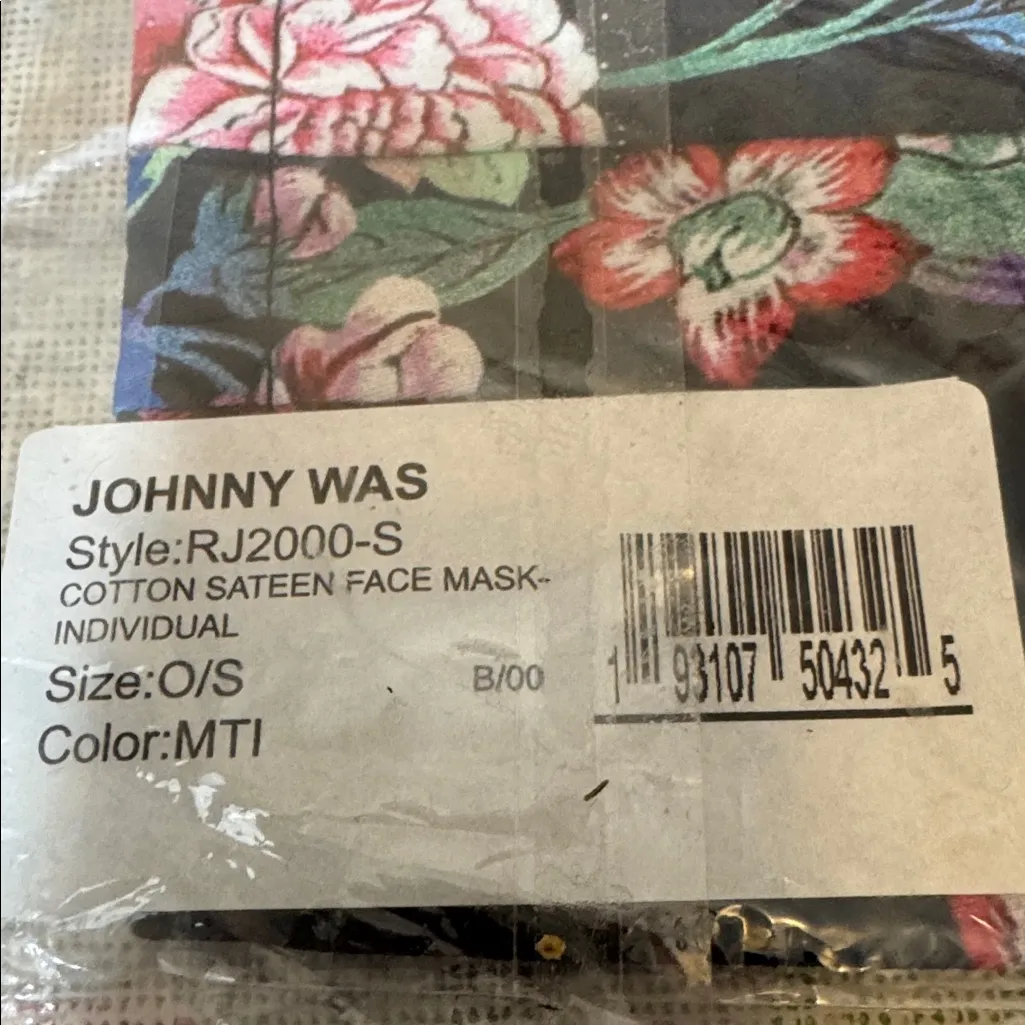 JOHNNY WAS
Style:RJ2000-S
COTTON SATEEN FACE MASK-
INDIVIDUAL
Size:O/S B/00
Color:MTI
1 93107 50432 5